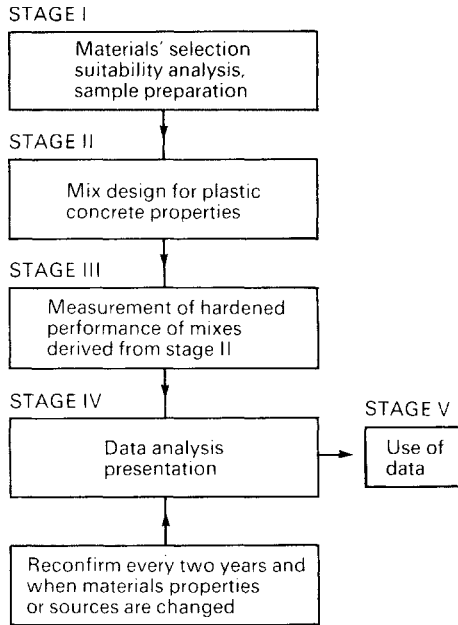 STAGE I
Materials' selection
suitability analysis,
sample preparation
STAGE II
Mix design for plastic
concrete properties
STAGE III
Measurement of hardened
performance of mixes
derived from stage II
STAGE IV
Data analysis
presentation
STAGE V
Use of
data
Reconfirm every two years and
when materials properties
or sources are changed